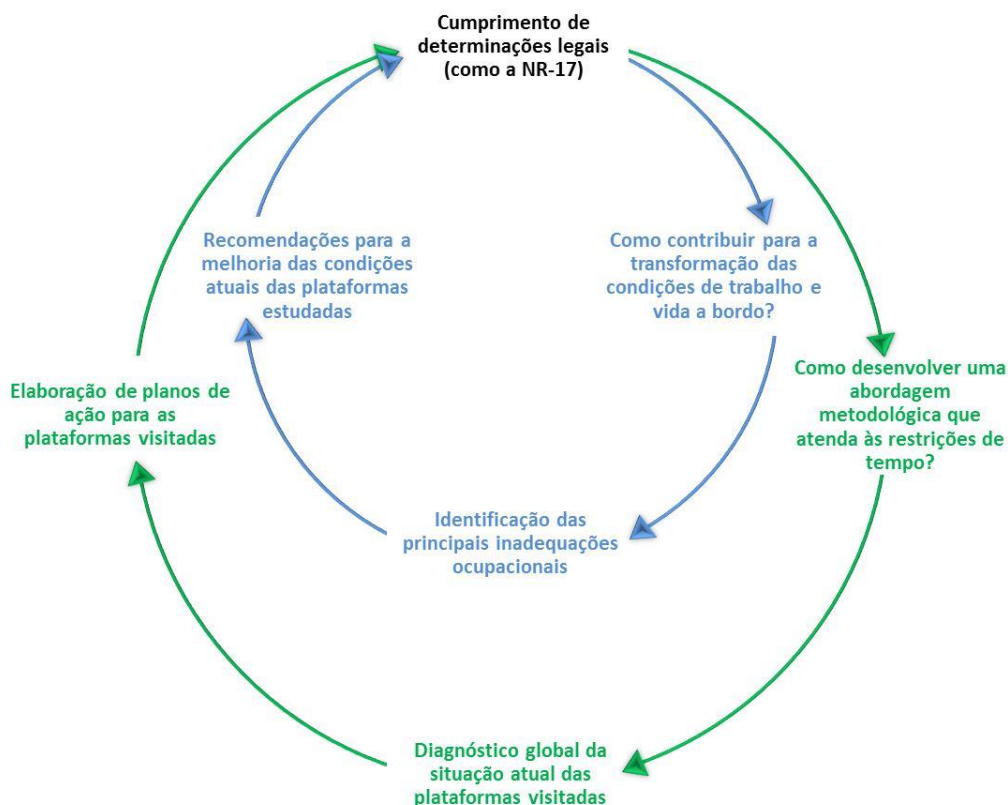 Cumprimento de
determinações legais
(como a NR-17)
Recomendações para a
melhoria das condições
atuais das plataformas
estudadas
Como contribuir para a
transformação das
condições de trabalho e
vida a bordo?
Elaboração de planos de
ação para as
plataformas visitadas
Como desenvolver uma
abordagem
metodológica que
atenda às restrições de
tempo?
Identificação das
principais inadequações
ocupacionais
Diagnóstico global da
situação atual das
plataformas visitadas